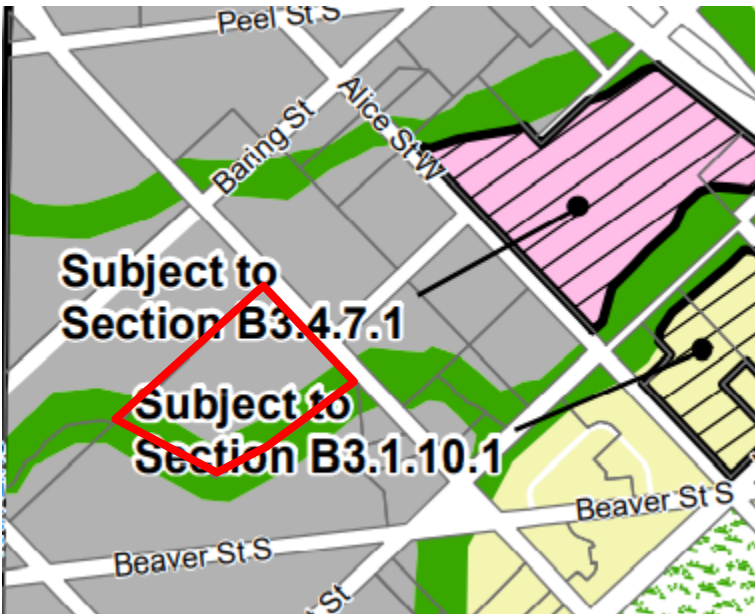 Peel St S
Alice St W
Baring St
Subject to
Section B3.4.7.1
Subject to
Section B3.1.10.1
Beaver St S
Beaver St S
St